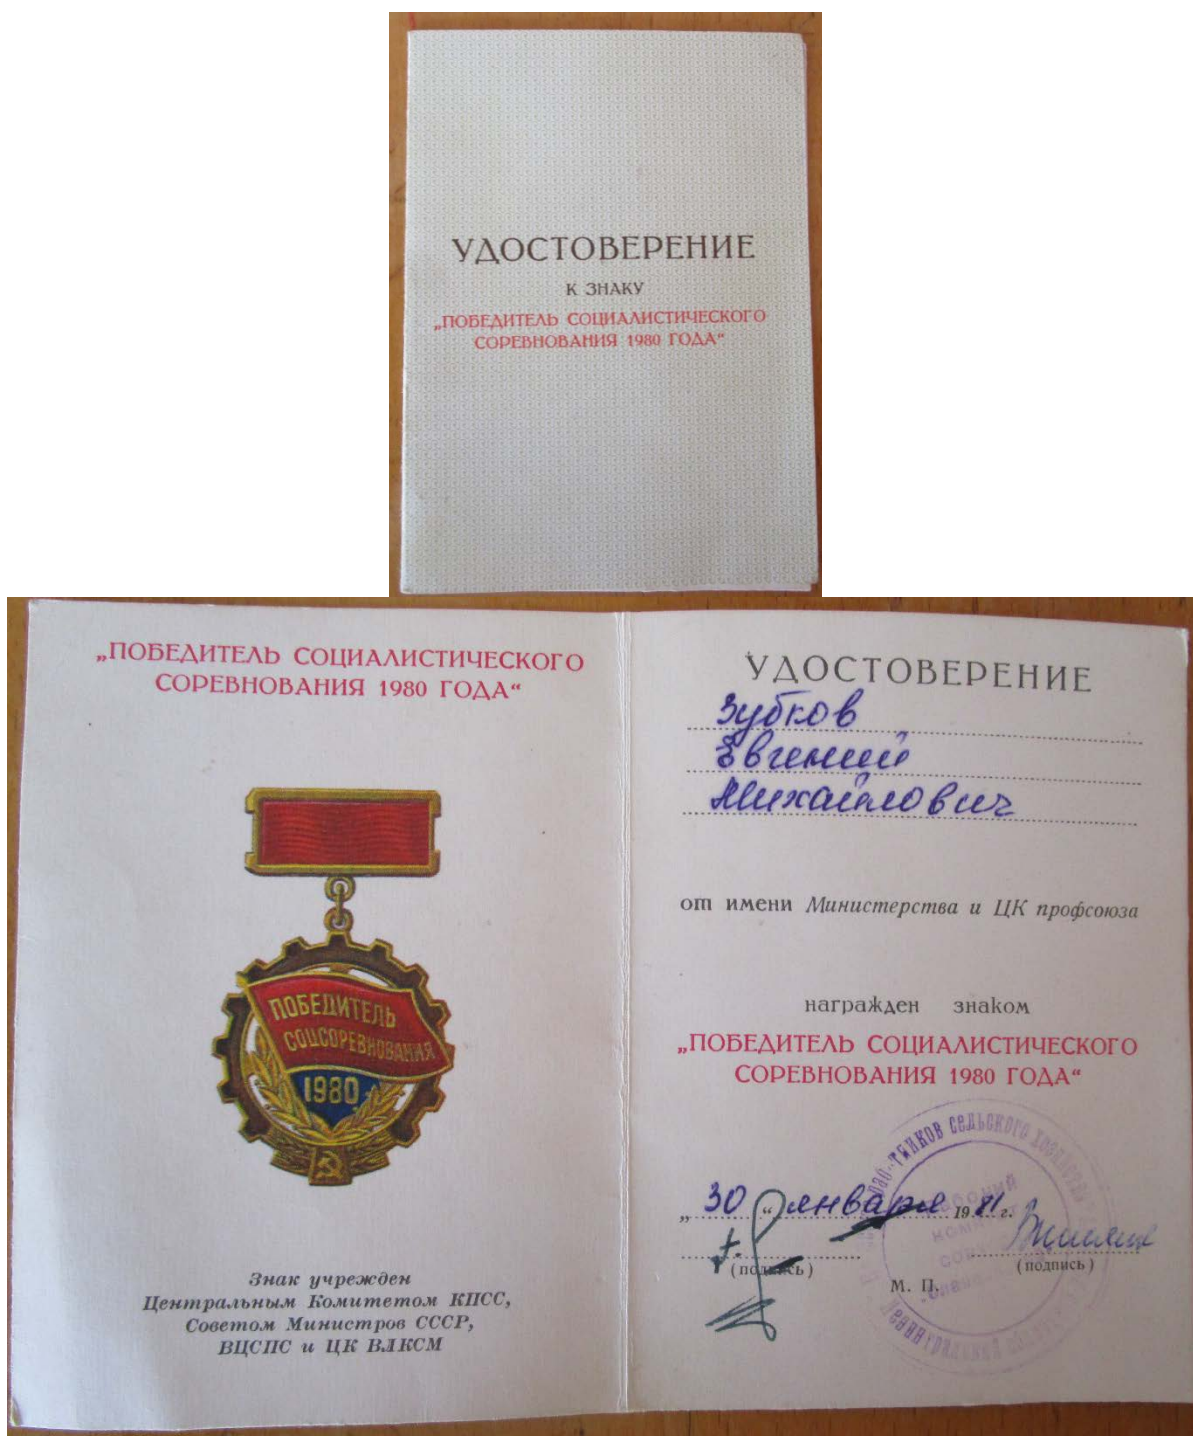 УДОСТОВЕРЕНИЕ
К ЗНАКУ
„ПОБЕДИТЕЛЬ СОЦИАЛИСТИЧЕСКОГО
СОРЕВНОВАНИЯ 1980 ГОДА“
„ПОБЕДИТЕЛЬ СОЦИАЛИСТИЧЕСКОГО
СОРЕВНОВАНИЯ 1980 ГОДА“
ПОБЕДИТЕЛЬ
СОЦСОРЕВНОВАНИЯ
1980
Знак учрежден
Центральным Комитетом КПСС,
Советом Министров СССР,
ВЦСПС и ЦК ВЛКСМ
УДОСТОВЕРЕНИЕ
Зубков
Евгений
Михайлович
от имени Министерства и ЦК профсоюза
награжден знаком
„ПОБЕДИТЕЛЬ СОЦИАЛИСТИЧЕСКОГО
СОРЕВНОВАНИЯ 1980 ГОДА“
„30“ января 1981 г.
(подпись)
(подпись)
М. П.
сельского хозяйства